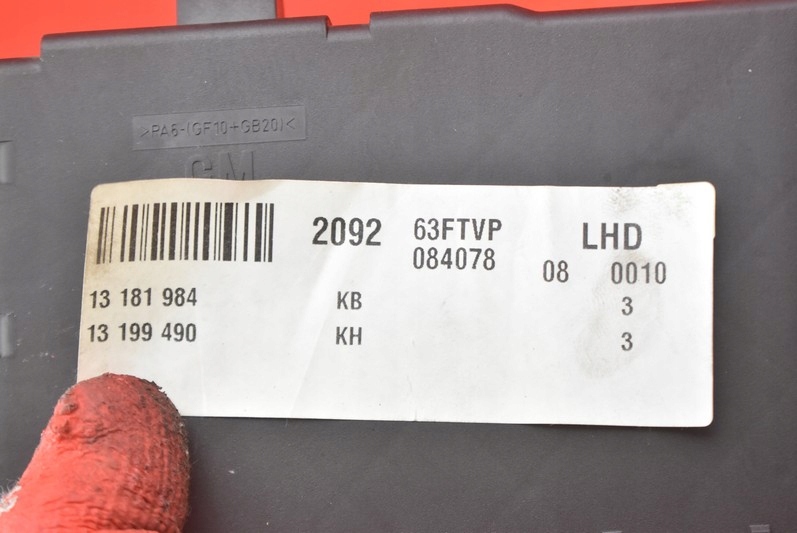 >PA6-(GF10+GB20)<
GM
2092 63FTVP LHD
084078 08 0010
13 181 984 KB 3
13 199 490 KH 3